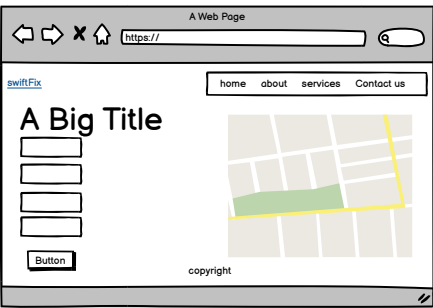 A Web Page
https://
swiftFix
home about services Contact us
A Big Title
Button
copyright